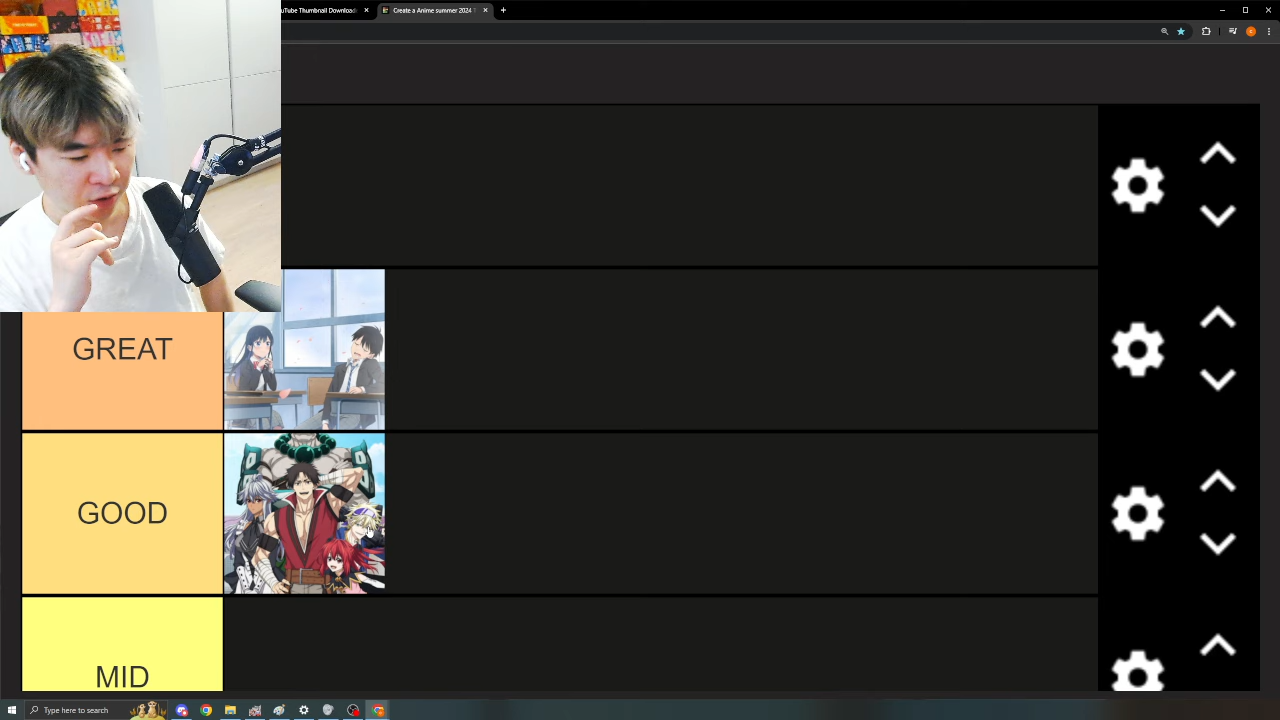 uTube Thumbnail Download
Create a Anime summer 2024
GREAT
GOOD
MID
Type here to search